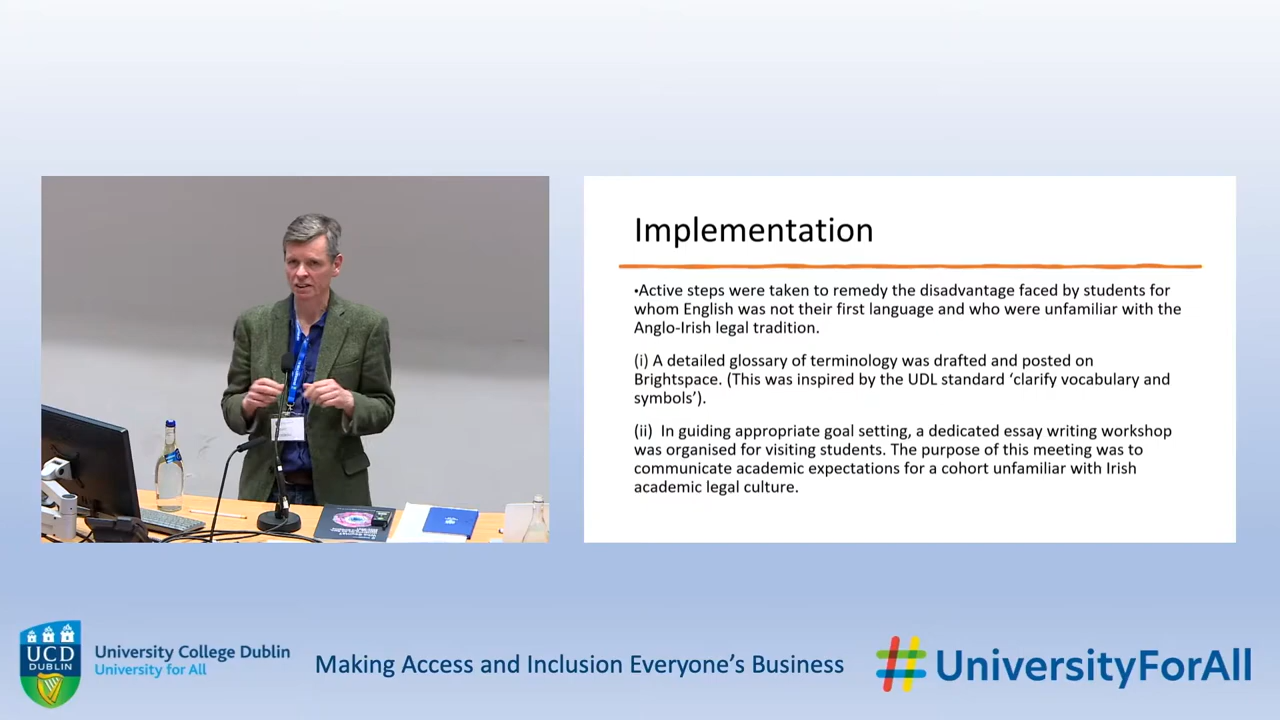 Implementation
•Active steps were taken to remedy the disadvantage faced by students for
whom English was not their first language and who were unfamiliar with the
Anglo-Irish legal tradition.
(i) A detailed glossary of terminology was drafted and posted on
Brightspace. (This was inspired by the UDL standard ‘clarify vocabulary and
symbols’).
(ii)  In guiding appropriate goal setting, a dedicated essay writing workshop
was organised for visiting students. The purpose of this meeting was to
communicate academic expectations for a cohort unfamiliar with Irish
academic legal culture.
UCD
DUBLIN
University College Dublin
University for All
Making Access and Inclusion Everyone’s Business
#UniversityForAll